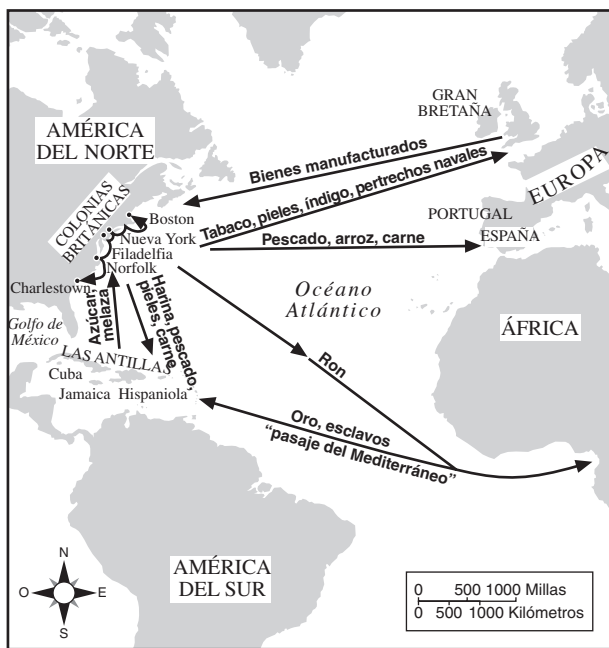 GRAN
BRETAÑA
AMÉRICA
DEL NORTE
EUROPA
Bienes manufacturados
Tabaco, pieles, índigo, pertrechos navales
COLONIAS
BRITÁNICAS
Boston
Nueva York
Filadelfia
Norfolk
Charlestown
PORTUGAL
ESPAÑA
Pescado, arroz, carne
Azúcar,
melaza
Harina, pescado,
pieles, carne
Océano
Atlántico
ÁFRICA
Golfo de
México
LAS ANTILLAS
Cuba
Jamaica
Hispaniola
Ron
Oro, esclavos
“pasaje del Mediterráneo”
AMÉRICA
DEL SUR
N
O
E
S
0 500 1000 Millas
0 500 1000 Kilómetros